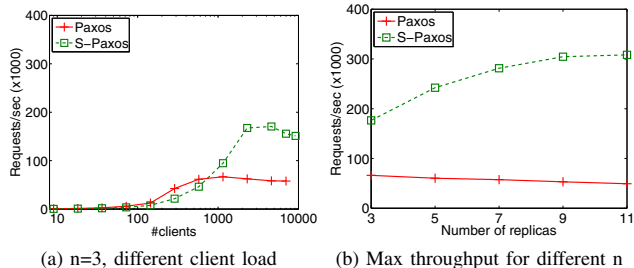 Paxos
S-Paxos
Requests/sec (x1000)
400
300
200
100
0
10
100
1000
10000
#clients
(a) n=3, different client load
Paxos
S-Paxos
Requests/sec (x1000)
400
300
200
100
0
3
5
7
9
11
Number of replicas
(b) Max throughput for different n